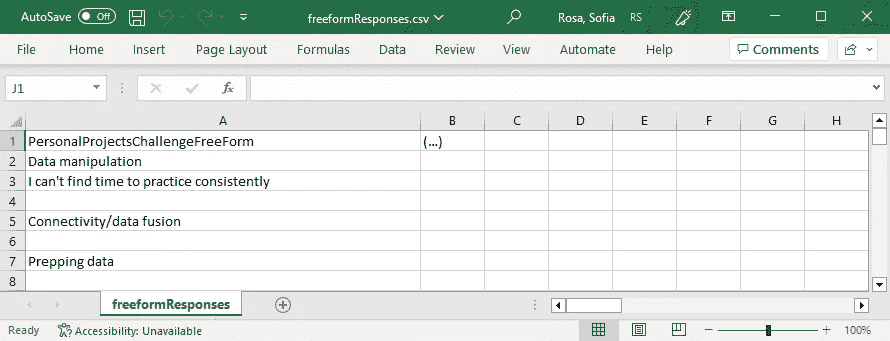 AutoSave Off freeformResponses.csv Rosa, Sofia RS
File Home Insert Page Layout Formulas Data Review View Automate Help Comments
J1 fx
A B C D E F G H
1 PersonalProjectsChallengeFreeForm (...)
2 Data manipulation
3 I can't find time to practice consistently
4
5 Connectivity/data fusion
6
7 Prepping data
8
freeformResponses
Ready Accessibility: Unavailable 100%